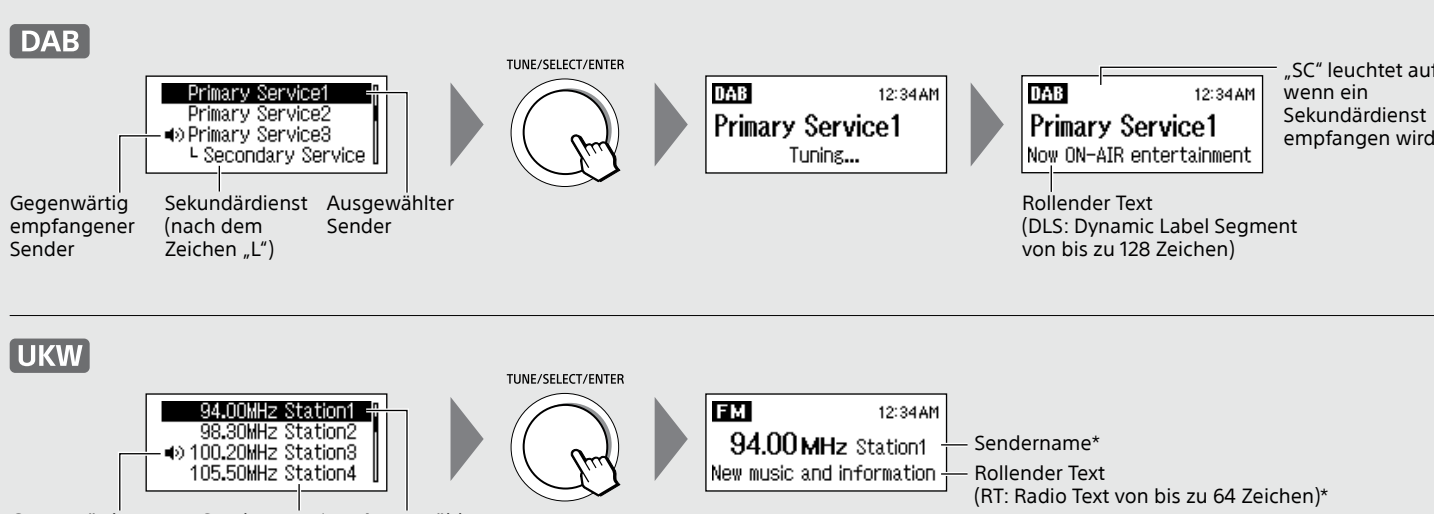 DAB
Primary Service1
Primary Service2
Primary Service3
└ Secondary Service
Gegenwärtig
empfangener
Sender
Sekundärdienst
(nach dem
Zeichen „L“)
Ausgewählter
Sender
TUNE/SELECT/ENTER
DAB 12:34AM
Primary Service1
Tuning...
DAB 12:34AM
Primary Service1
Now ON-AIR entertainment
„SC“ leuchtet auf
wenn ein
Sekundärdienst
empfangen wird
Rollender Text
(DLS: Dynamic Label Segment
von bis zu 128 Zeichen)
UKW
94.00MHz Station1
98.30MHz Station2
100.20MHz Station3
105.50MHz Station4
TUNE/SELECT/ENTER
FM 12:34AM
94.00 MHz Station1
New music and information
Sendername*
Rollender Text
(RT: Radio Text von bis zu 64 Zeichen)*